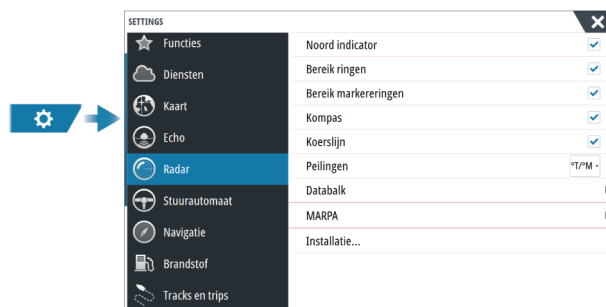 SETTINGS
Functies
Diensten
Kaart
Echo
Radar
Stuurautomaat
Navigatie
Brandstof
Tracks en trips
Noord indicator
Bereik ringen
Bereik markereringen
Kompas
Koerslijn
Peilingen °T/°M
Databalk
MARPA
Installatie...